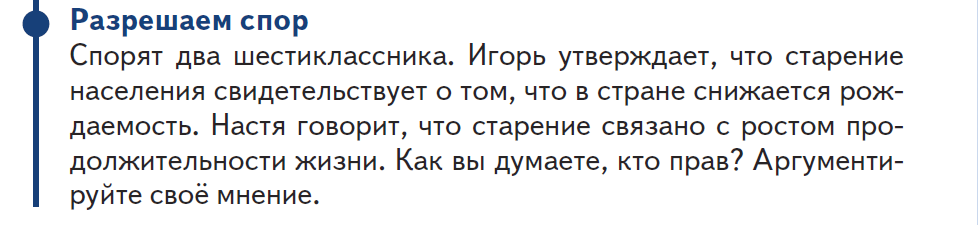 Разрешаем спор
Спорят два шестиклассника. Игорь утверждает, что старение
населения свидетельствует о том, что в стране снижается рож-
даемость. Настя говорит, что старение связано с ростом про-
должительности жизни. Как вы думаете, кто прав? Аргументи-
руйте своё мнение.